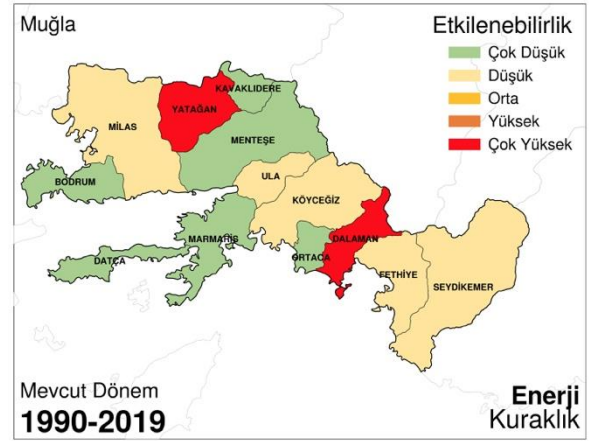 Muğla
Etkilenebilirlik
Çok Düşük
Düşük
Orta
Yüksek
Çok Yüksek
KAVAKLIDERE
YATAĞAN
MİLAS
MENTEŞE
ULA
BODRUM
KÖYCEĞİZ
MARMARİS
DALAMAN
ORTACA
DATÇA
FETHİYE
SEYDİKEMER
Mevcut Dönem
1990-2019
Enerji
Kuraklık